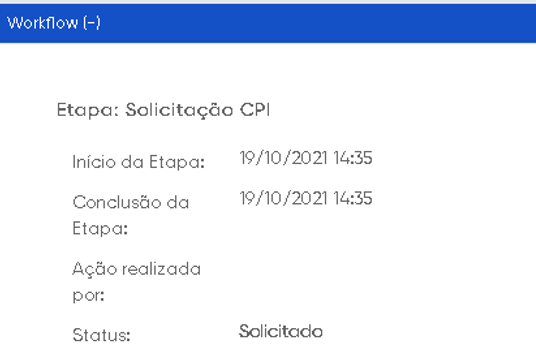 Workflow (-)
Etapa: Solicitação CPI
Início da Etapa: 19/10/2021 14:35
Conclusão da 19/10/2021 14:35
Etapa:
Ação realizada
por:
Status: Solicitado